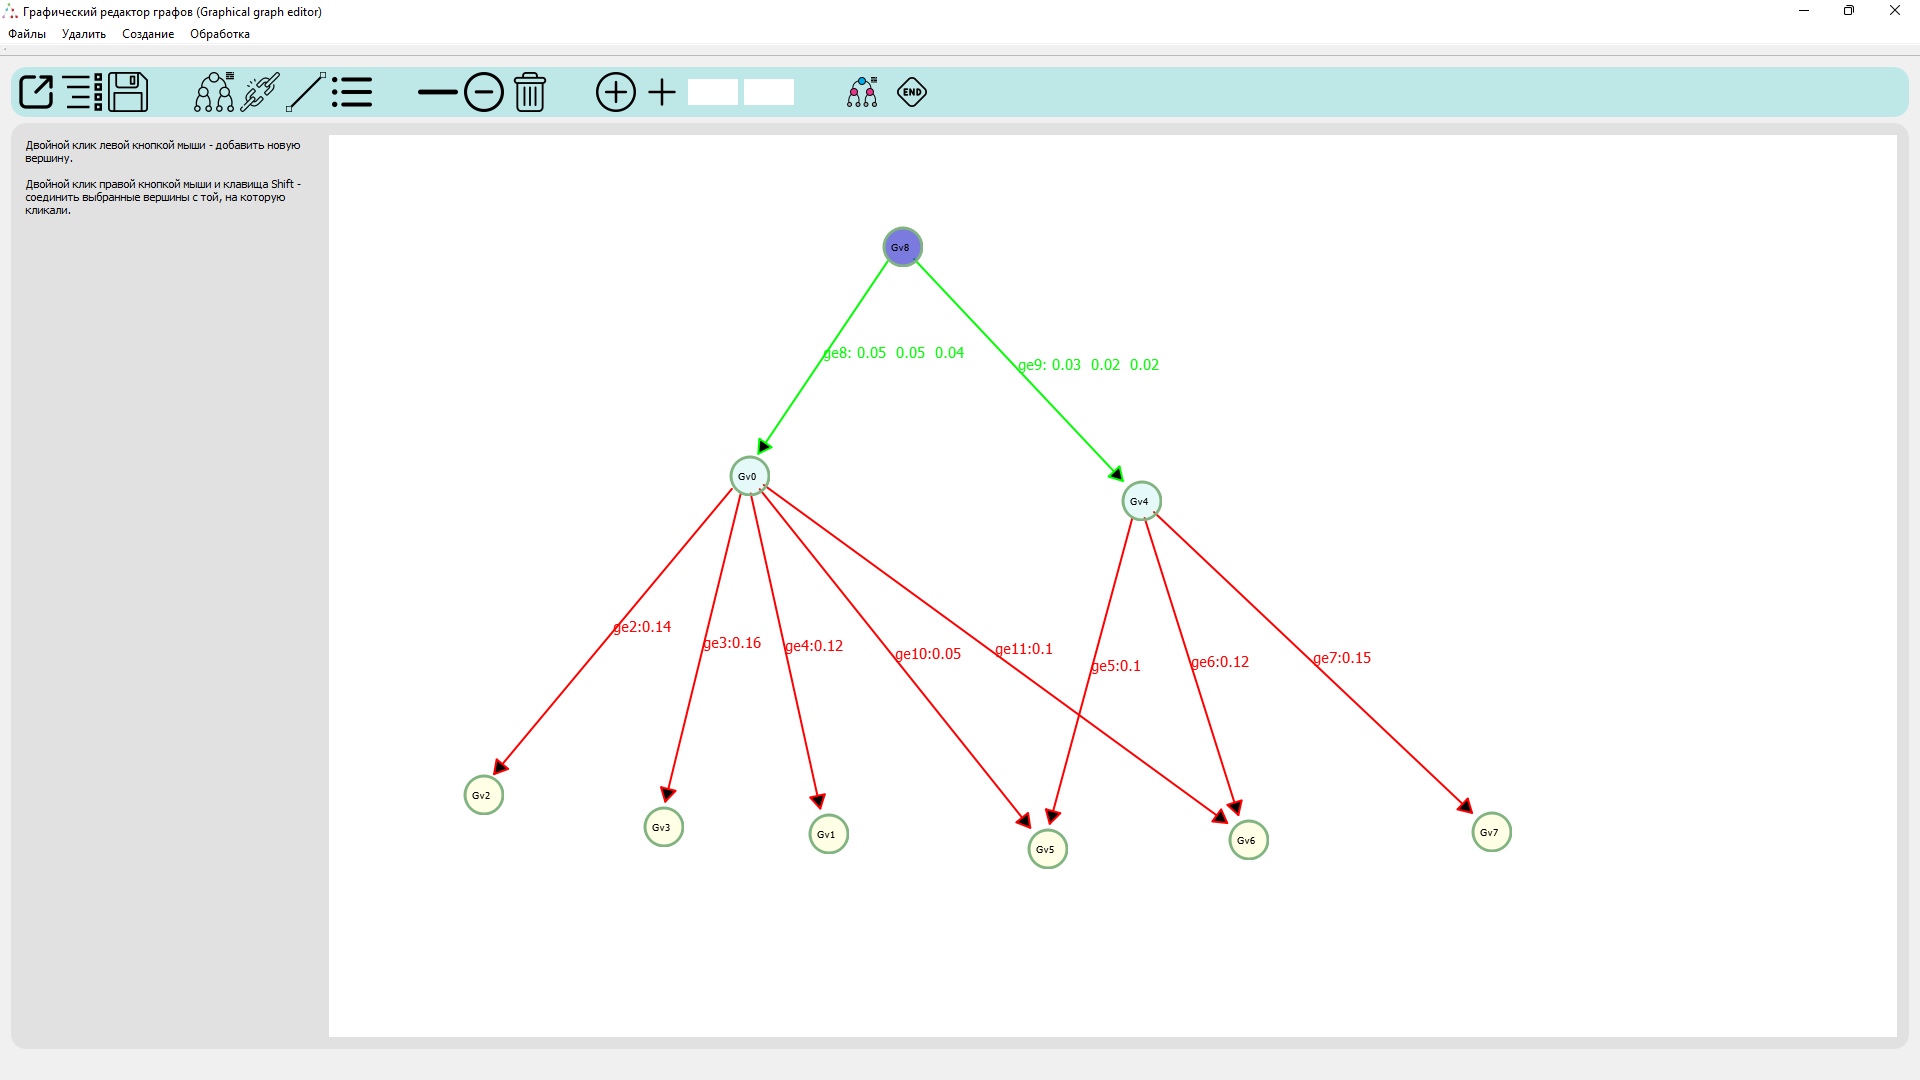 Графический редактор графов (Graphical graph editor)
Файлы Удалить Создание Обработка
END
Двойной клик левой кнопкой мыши - добавить новую
вершину.
Двойной клик правой кнопкой мыши и клавища Shift -
соединить выбранные вершины с той, на которую
кликали.
Gv8
ge8: 0.05 0.05 0.04
ge9: 0.03 0.02 0.02
Gv0
Gv4
ge2:0.14
ge3:0.16
ge4:0.12
ge10:0.05
ge11:0.1
ge5:0.1
ge6:0.12
ge7:0.15
Gv2
Gv3
Gv1
Gv5
Gv6
Gv7